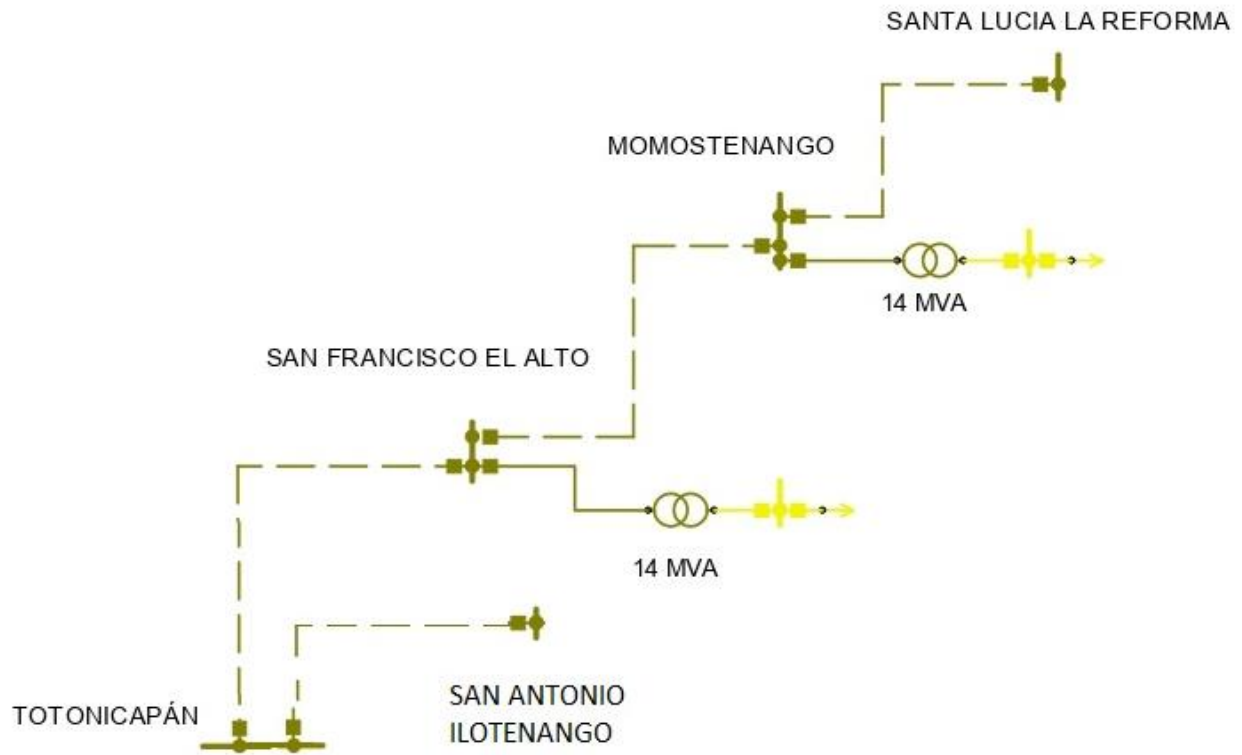 SANTA LUCIA LA REFORMA
MOMOSTENANGO
14 MVA
SAN FRANCISCO EL ALTO
14 MVA
SAN ANTONIO
ILOTENANGO
TOTONICAPÁN